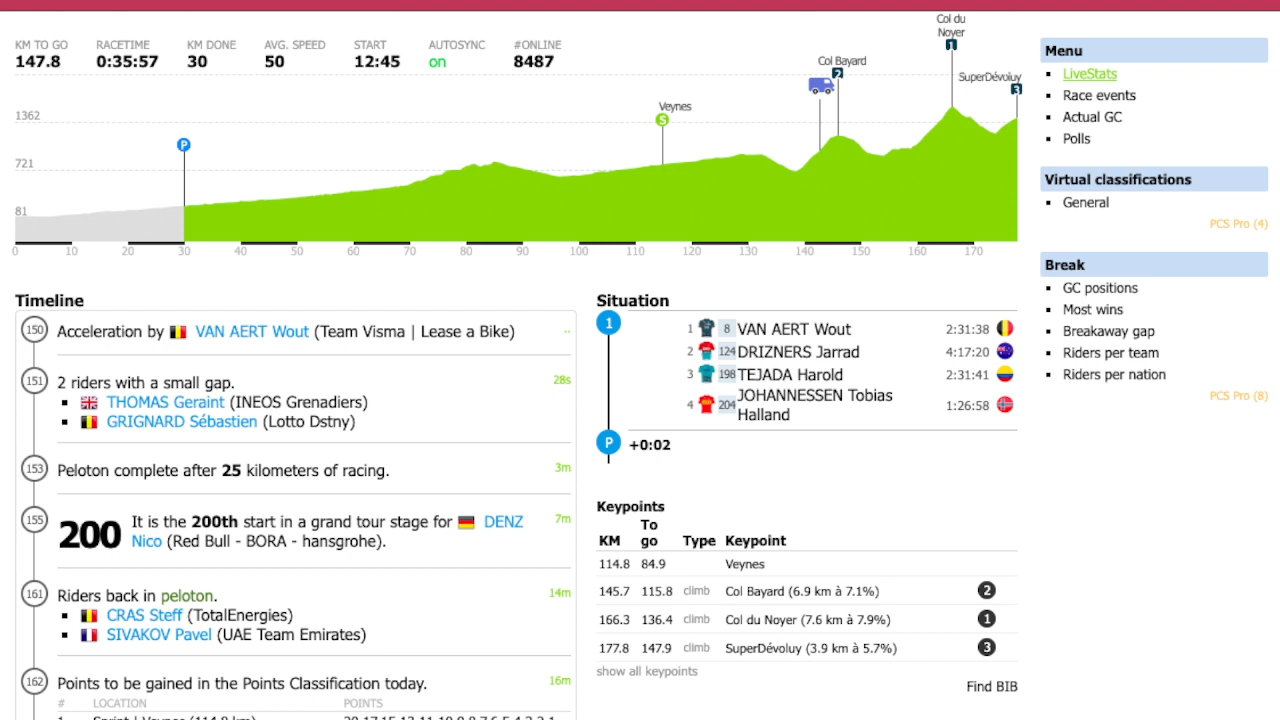 KM TO GO RACETIME KM DONE AVG. SPEED START AUTOSYNC #ONLINE
147.8 0:35:57 30 50 12:45 on 8487
Col du
Noyer
1
Col Bayard
2
SuperDévoluy
3
Veynes
S
P
1362
721
81
0 10 20 30 40 50 60 70 80 90 100 110 120 130 140 150 160 170
Menu
LiveStats
Race events
Actual GC
Polls
Virtual classifications
General
PCS Pro (4)
Break
GC positions
Most wins
Breakaway gap
Riders per team
Riders per nation
PCS Pro (8)
Timeline
150 Acceleration by VAN AERT Wout (Team Visma | Lease a Bike) --
151 2 riders with a small gap. 28s
THOMAS Geraint (INEOS Grenadiers)
GRIGNARD Sébastien (Lotto Dstny)
153 Peloton complete after 25 kilometers of racing. 3m
155 200 It is the 200th start in a grand tour stage for DENZ 7m
Nico (Red Bull - BORA - hansgrohe).
161 Riders back in peloton. 14m
CRAS Steff (TotalEnergies)
SIVAKOV Pavel (UAE Team Emirates)
162 Points to be gained in the Points Classification today. 16m
# LOCATION POINTS
Situation
1
1 8 VAN AERT Wout 2:31:38
2 124 DRIZNERS Jarrad 4:17:20
3 198 TEJADA Harold 2:31:41
4 204 JOHANNESSEN Tobias 1:26:58
Halland
P +0:02
Keypoints
KM To go Type Keypoint
114.8 84.9 Veynes
145.7 115.8 climb Col Bayard (6.9 km à 7.1%) 2
166.3 136.4 climb Col du Noyer (7.6 km à 7.9%) 1
177.8 147.9 climb SuperDévoluy (3.9 km à 5.7%) 3
show all keypoints
Find BIB